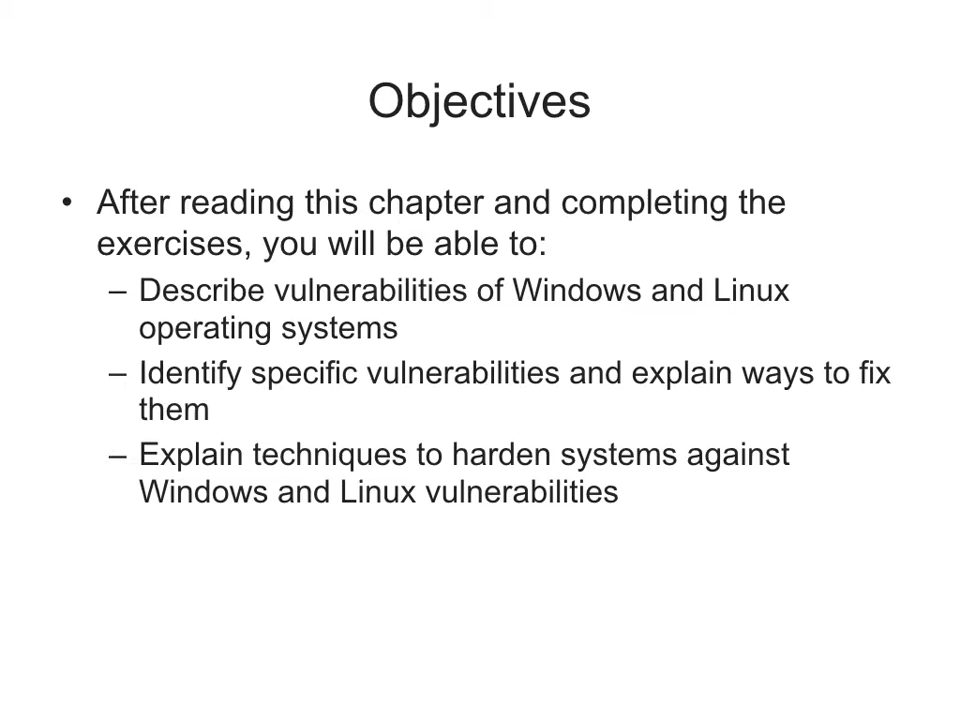 Objectives
• After reading this chapter and completing the
exercises, you will be able to:
– Describe vulnerabilities of Windows and Linux
operating systems
– Identify specific vulnerabilities and explain ways to fix
them
– Explain techniques to harden systems against
Windows and Linux vulnerabilities